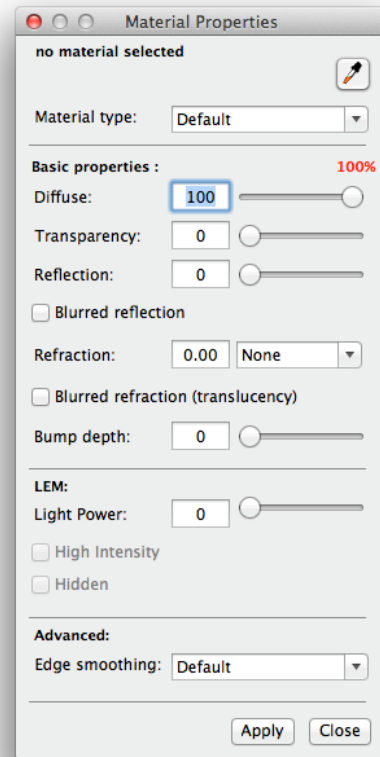 Material Properties
no material selected
Material type: Default
Basic properties : 100%
Diffuse: 100
Transparency: 0
Reflection: 0
Blurred reflection
Refraction: 0.00 None
Blurred refraction (translucency)
Bump depth: 0
LEM:
Light Power: 0
High Intensity
Hidden
Advanced:
Edge smoothing: Default
Apply Close